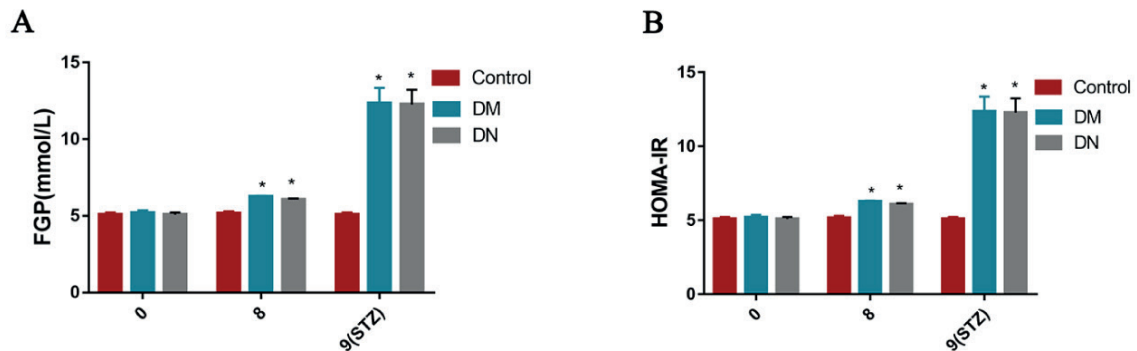 A
FGP(mmol/L)
15
10
5
0
* * * *
0 8 9(STZ)
Control
DM
DN
B
HOMA-IR
15
10
5
0
* * * *
0 8 9(STZ)
Control
DM
DN